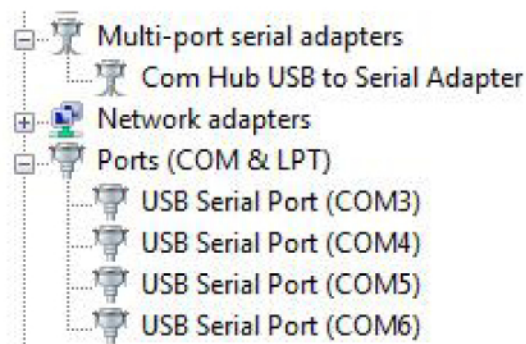 Multi-port serial adapters
Com Hub USB to Serial Adapter
Network adapters
Ports (COM & LPT)
USB Serial Port (COM3)
USB Serial Port (COM4)
USB Serial Port (COM5)
USB Serial Port (COM6)